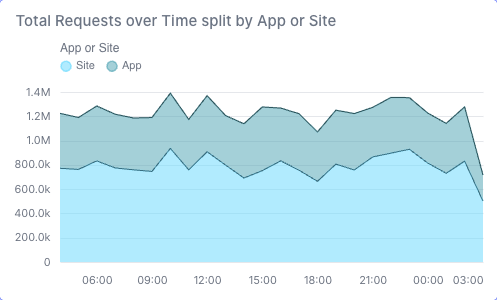 Total Requests over Time split by App or Site
App or Site
Site App
1.4M
1.2M
1.0M
800.0k
600.0k
400.0k
200.0k
0
06:00 09:00 12:00 15:00 18:00 21:00 00:00 03:00